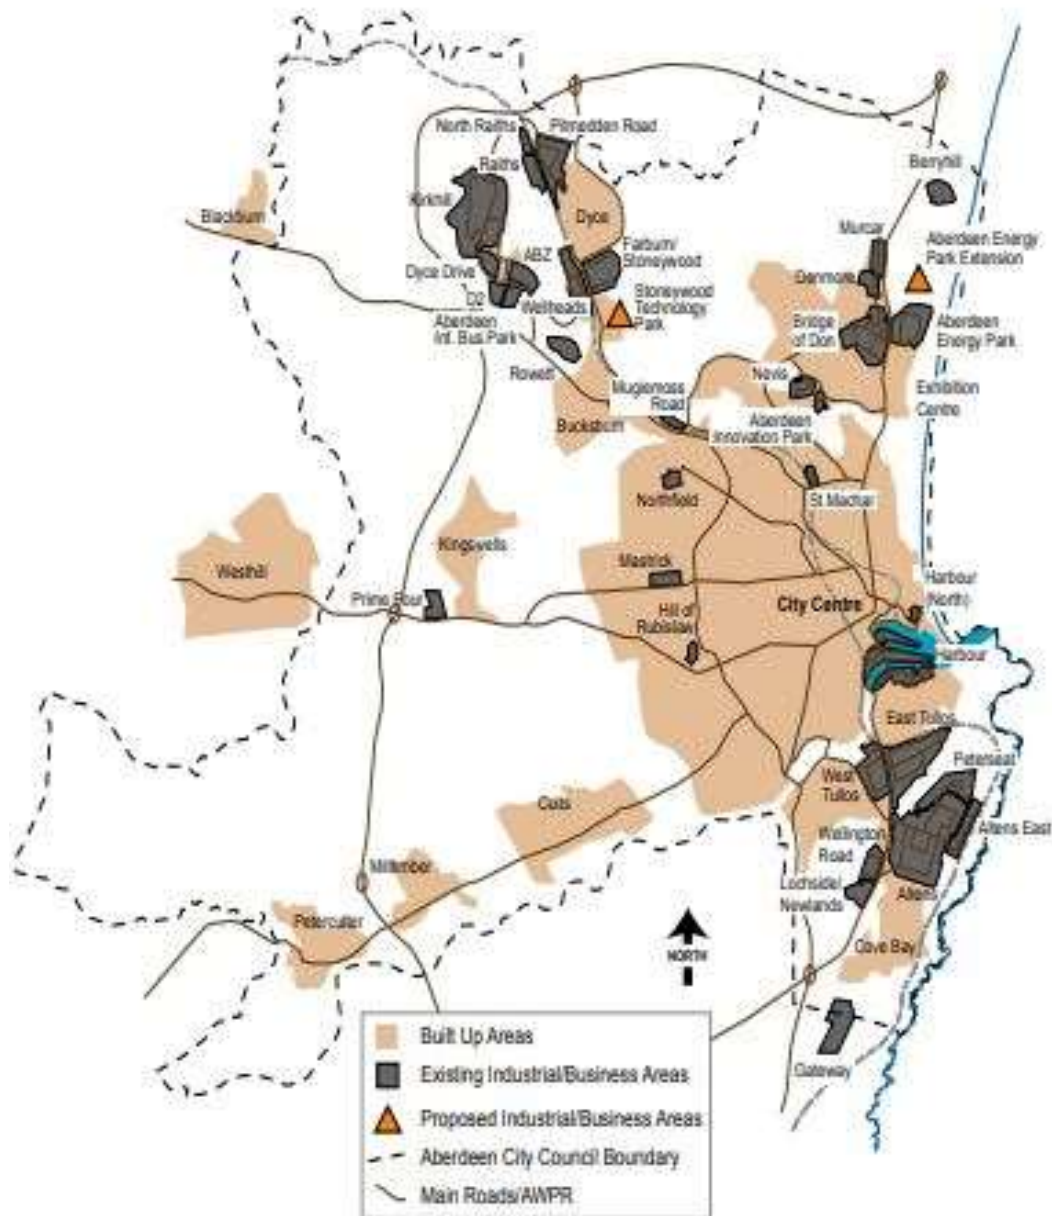 North Raiths
Pitmedden Road
Raiths
Berryhill
Kirkhill
Blackburn
Dyce
Murcar
Aberdeen Energy
Park Extension
ABZ
Fairburn/
Stoneywood
Dyce Drive
Denmore
D2
Wellheads
Stoneywood
Technology
Park
Aberdeen
Int. Bus.Park
Bridge
of Don
Aberdeen
Energy Park
Rowett
Nevis
Mugiemoss
Road
Exhibition
Centre
Bucksburn
Aberdeen
Innovation Park
Northfield
St Machar
Kingswells
Westhill
Mastrick
Prime Four
City Centre
Harbour
(North)
Hill of
Rubislaw
Harbour
East Tullos
Peterseat
West
Tullos
Cults
Wellington
Road
Altens East
Milltimber
Lochside/
Newlands
Altens
Peterculter
NORTH
Cove Bay
Gateway
Built Up Areas
Existing Industrial/Business Areas
Proposed Industrial/Business Areas
Aberdeen City Council Boundary
Main Roads/AWPR